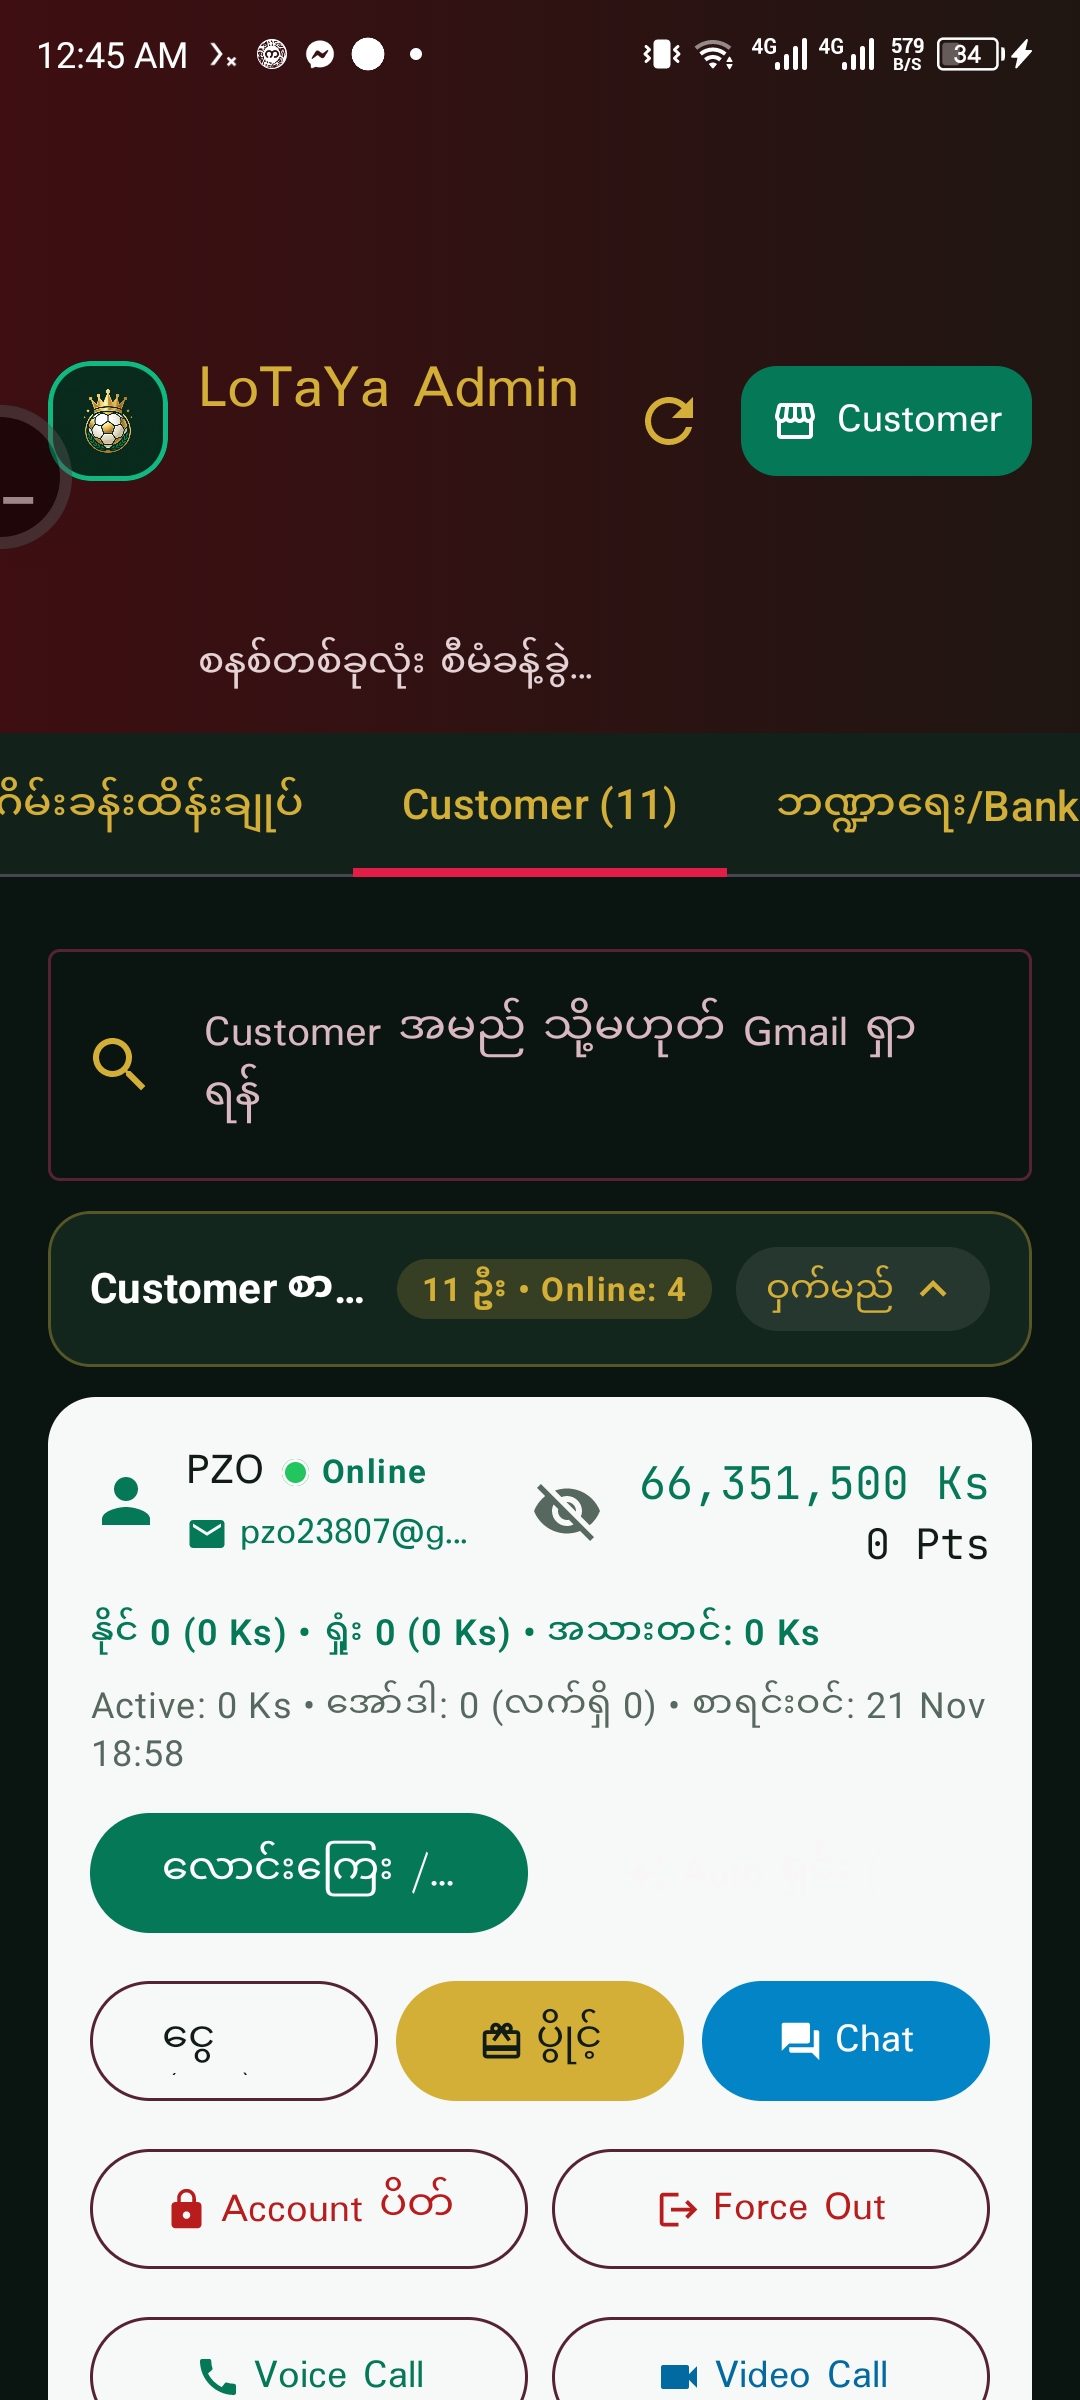 12:45 AM
4G 4G 579 B/S 34
LoTaYa Admin
Customer
စနစ်တစ်ခုလုံး စီမံခန့်ခွဲ...
ဂိမ်းခန်းထိန်းချုပ်
Customer (11)
ဘဏ္ဍာရေး/Bank
Customer အမည် သို့မဟုတ် Gmail ရှာ
ရန်
Customer စာ...
11 ဦး • Online: 4
ဝှက်မည်
PZO Online
66,351,500 Ks
pzo23807@g...
0 Pts
နိုင် 0 (0 Ks) • ရှုံး 0 (0 Ks) • အသားတင်: 0 Ks
Active: 0 Ks • အော်ဒါ: 0 (လက်ရှိ 0) • စာရင်းဝင်: 21 Nov
18:58
လောင်းကြေး /...
ငွေ
ပွိုင့်
Chat
Account ပိတ်
Force Out
Voice Call
Video Call